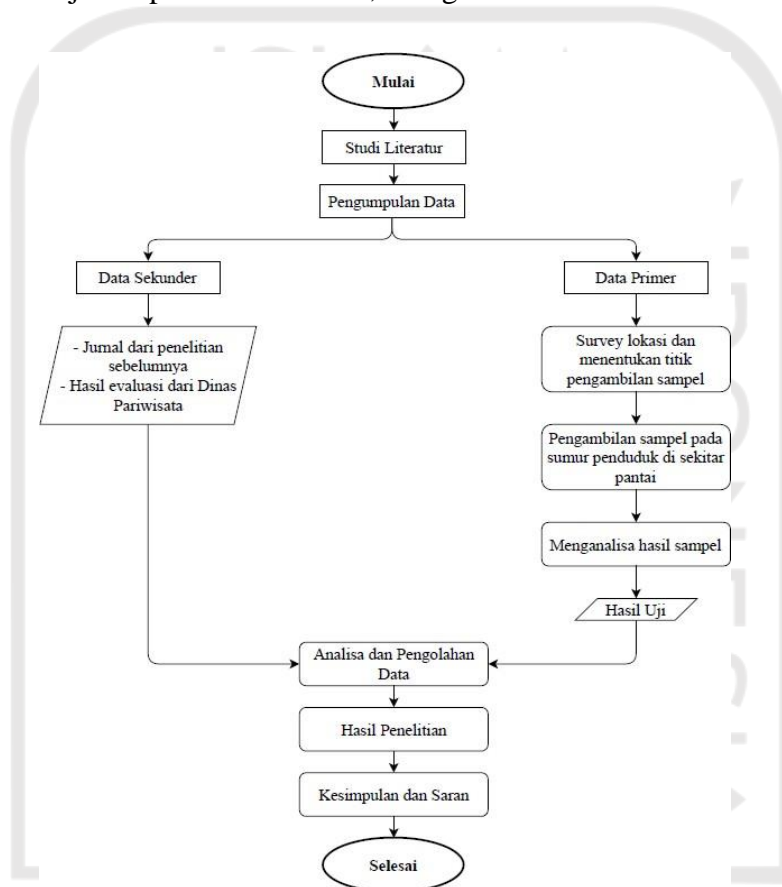 Mulai
Studi Literatur
Pengumpulan Data
Data Sekunder
Data Primer
- Jurnal dari penelitian
sebelumnya
- Hasil evaluasi dari Dinas
Pariwisata
Survey lokasi dan
menentukan titik
pengambilan sampel
Pengambilan sampel pada
sumur penduduk di sekitar
pantai
Menganalisa hasil sampel
Hasil Uji
Analisa dan Pengolahan
Data
Hasil Penelitian
Kesimpulan dan Saran
Selesai